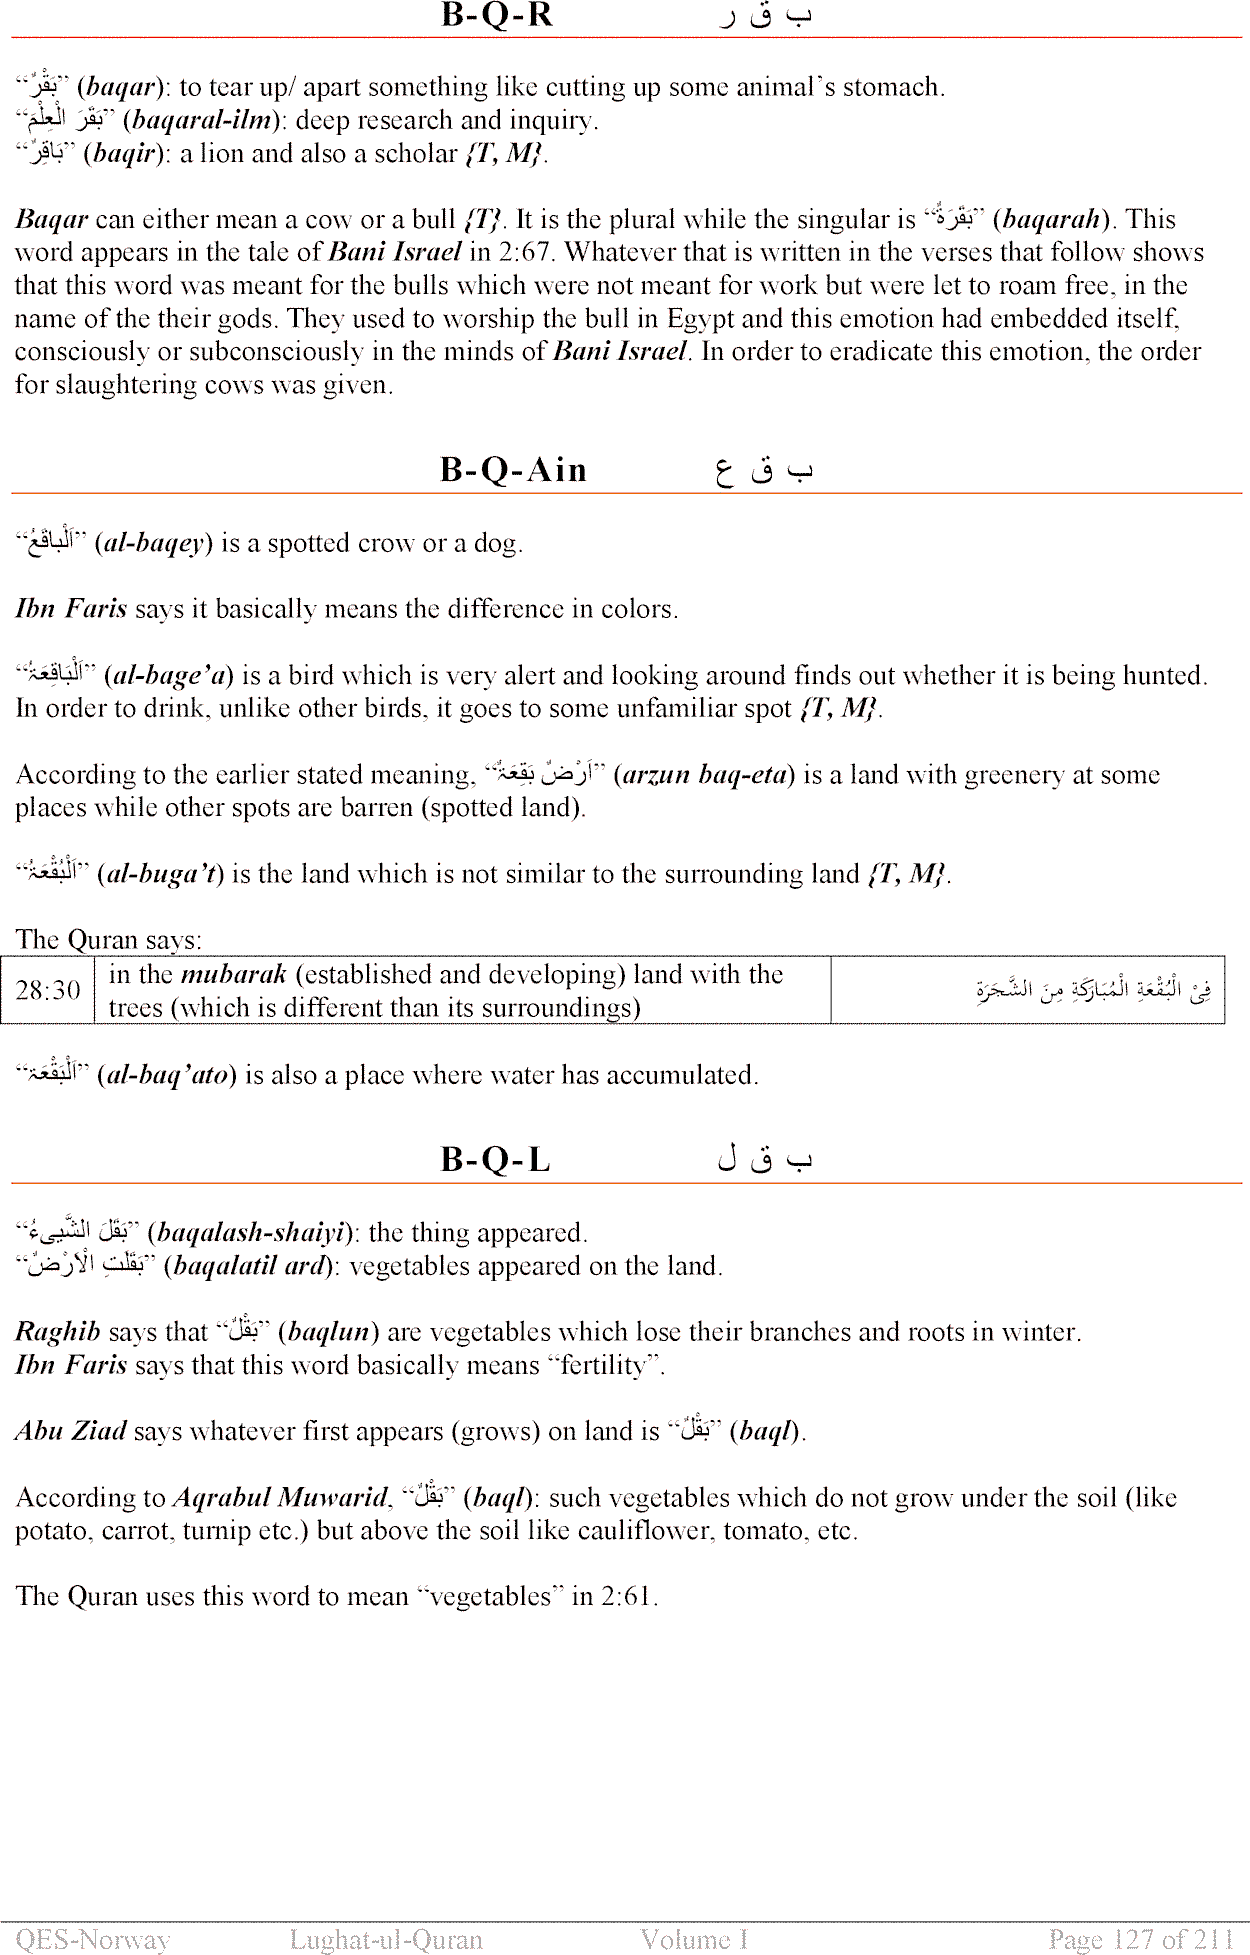 B-Q-R ب ق ر
“بَقْرٌ” (baqar): to tear up/ apart something like cutting up some animal’s stomach.
“بَقَرَ الْعِلْمَ” (baqaral-ilm): deep research and inquiry.
“بَاقِرٌ” (baqir): a lion and also a scholar {T, M}.
Baqar can either mean a cow or a bull {T}. It is the plural while the singular is “بَقَرَةٌ” (baqarah). This
word appears in the tale of Bani Israel in 2:67. Whatever that is written in the verses that follow shows
that this word was meant for the bulls which were not meant for work but were let to roam free, in the
name of the their gods. They used to worship the bull in Egypt and this emotion had embedded itself,
consciously or subconsciously in the minds of Bani Israel. In order to eradicate this emotion, the order
for slaughtering cows was given.
B-Q-Ain ب ق ع
“اَلْباقَعُ” (al-baqey) is a spotted crow or a dog.
Ibn Faris says it basically means the difference in colors.
“اَلْبَاقِعَۃُ” (al-bage’a) is a bird which is very alert and looking around finds out whether it is being hunted.
In order to drink, unlike other birds, it goes to some unfamiliar spot {T, M}.
According to the earlier stated meaning, “اَرْضٌ بَقِعَۃٌ” (arzun baq-eta) is a land with greenery at some
places while other spots are barren (spotted land).
“اَلْبُقْعَۃُ” (al-buga’t) is the land which is not similar to the surrounding land {T, M}.
The Quran says:
28:30 in the mubarak (established and developing) land with the فِیْ الْبُقْعَۃِ الْمُبَارَكَۃِ مِنَ الشَّجَرَۃِ
trees (which is different than its surroundings)
“اَلْبَقْعَۃ” (al-baq’ato) is also a place where water has accumulated.
B-Q-L ب ق ل
“بَقَلَ الشَّيیءُ” (baqalash-shaiyi): the thing appeared.
“بَقَلَتِ الْاَرْضٌ” (baqalatil ard): vegetables appeared on the land.
Raghib says that “بَقْلٌ” (baqlun) are vegetables which lose their branches and roots in winter.
Ibn Faris says that this word basically means “fertility”.
Abu Ziad says whatever first appears (grows) on land is “بَقْلٌ” (baql).
According to Aqrabul Muwarid, “بَقْلٌ” (baql): such vegetables which do not grow under the soil (like
potato, carrot, turnip etc.) but above the soil like cauliflower, tomato, etc.
The Quran uses this word to mean “vegetables” in 2:61.
QES-Norway Lughat-ul-Quran Volume I Page 127 of 211